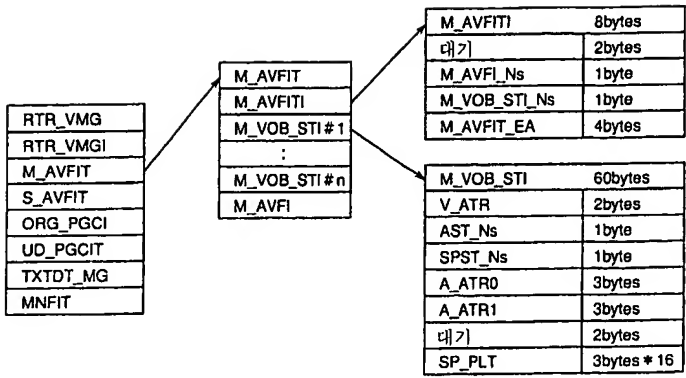 RTR_VMG
RTR_VMGI
M_AVFIT
S_AVFIT
ORG_PGCI
UD_PGCIT
TXTDT_MG
MNFIT
M_AVFIT
M_AVFITI
M_VOB_STI#1
:
M_VOB_STI#n
M_AVFI
M_AVFITI 8bytes
대기 2bytes
M_AVFI_Ns 1byte
M_VOB_STI_Ns 1byte
M_AVFIT_EA 4bytes
M_VOB_STI 60bytes
V_ATR 2bytes
AST_Ns 1byte
SPST_Ns 1byte
A_ATR0 3bytes
A_ATR1 3bytes
대기 2bytes
SP_PLT 3bytes * 16